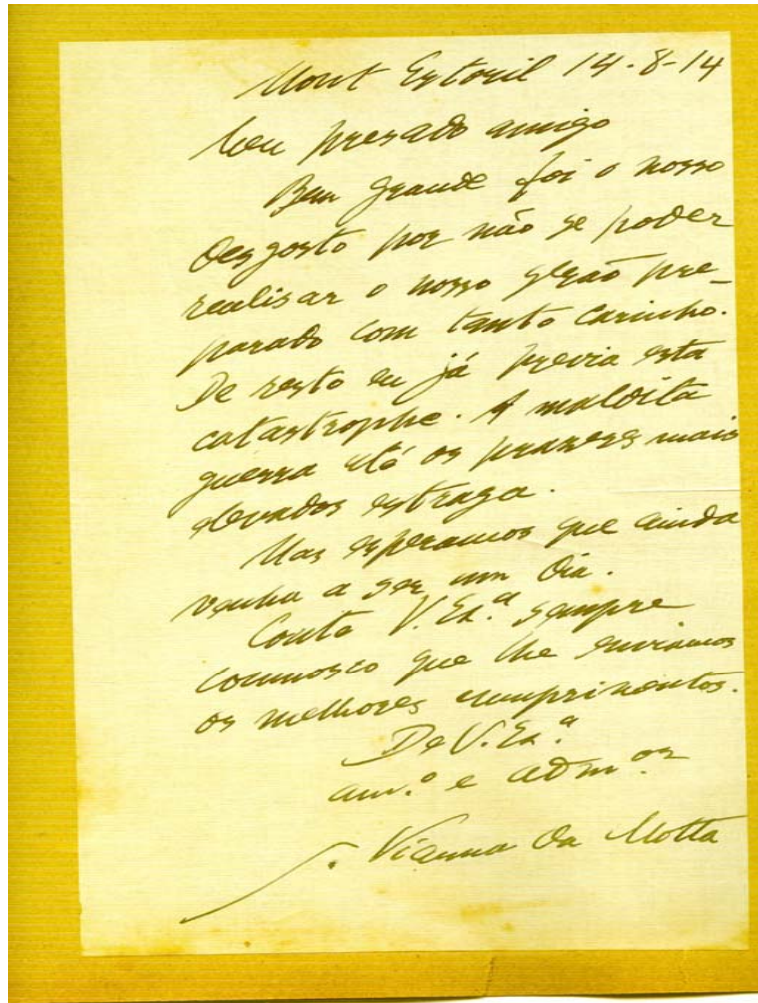 Mont Estoril 14-8-14
Meu presado amigo
Bem grande foi o nosso
desgosto por não se poder
realisar o nosso serão pre-
parado com tanto carinho.
De resto eu já previa esta
catastrophe. A maldita
guerra até os prazeres mais
elevados estraga.
Mas esperamos que ainda
venha a ser um dia.
Conte V. Ex.ª sempre
comnosco que lhe enviamos
os melhores cumprimentos.
De V. Ex.ª
am.º e adm.or
J. Vianna da Motta